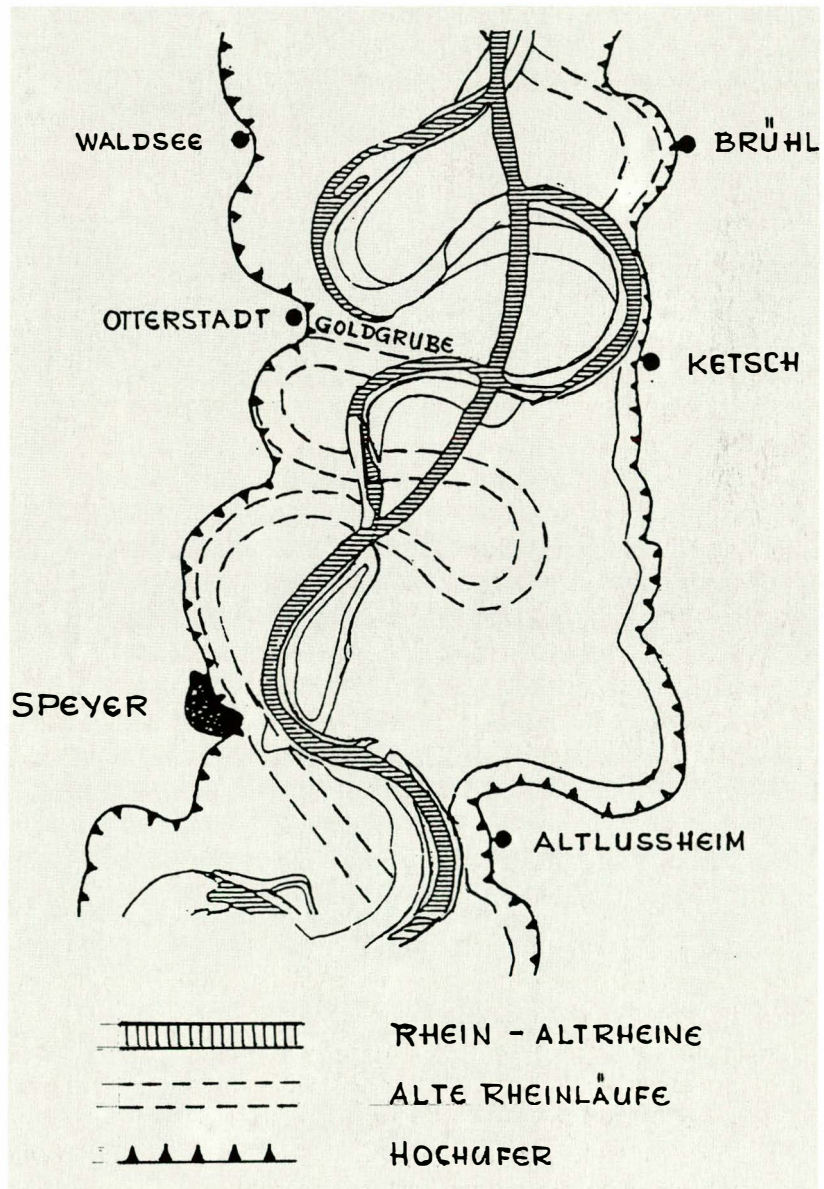 WALDSEE
BRÜHL
OTTERSTADT
GOLDGRUBE
KETSCH
SPEYER
ALTLUSSHEIM
RHEIN - ALTRHEINE
ALTE RHEINLÄUFE
HOCHUFER